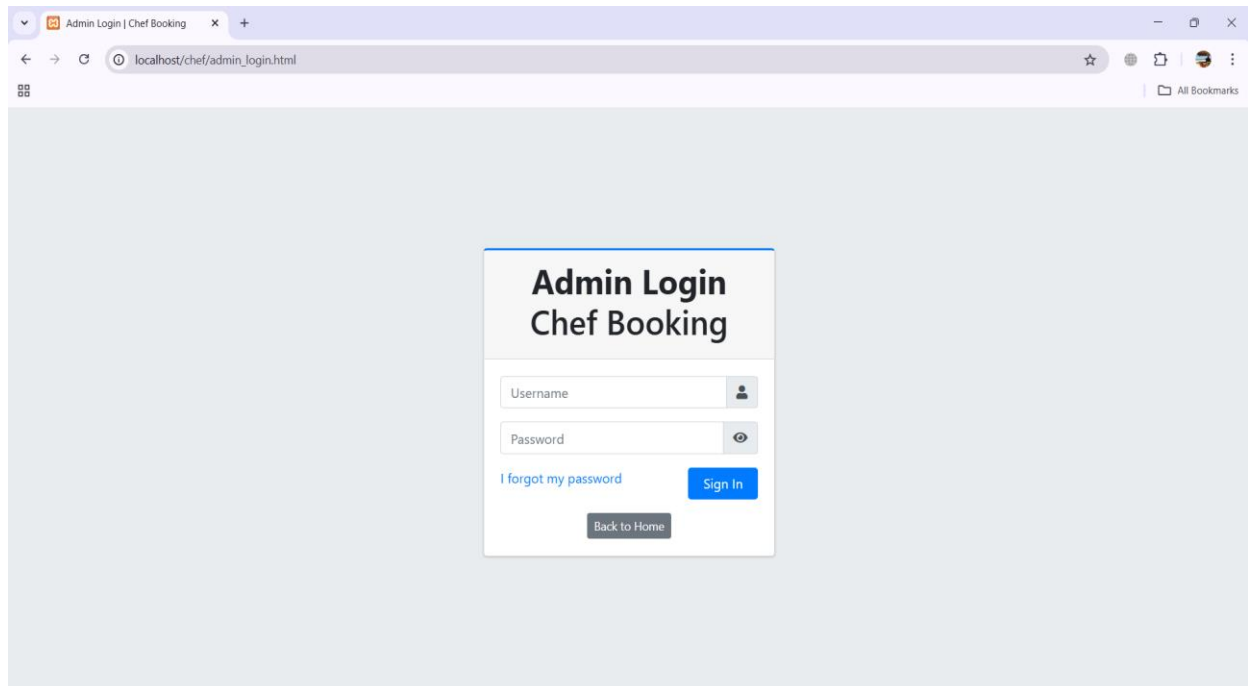 Admin Login | Chef Booking
localhost/chef/admin_login.html
All Bookmarks
Admin Login
Chef Booking
Username
Password
I forgot my password
Sign In
Back to Home